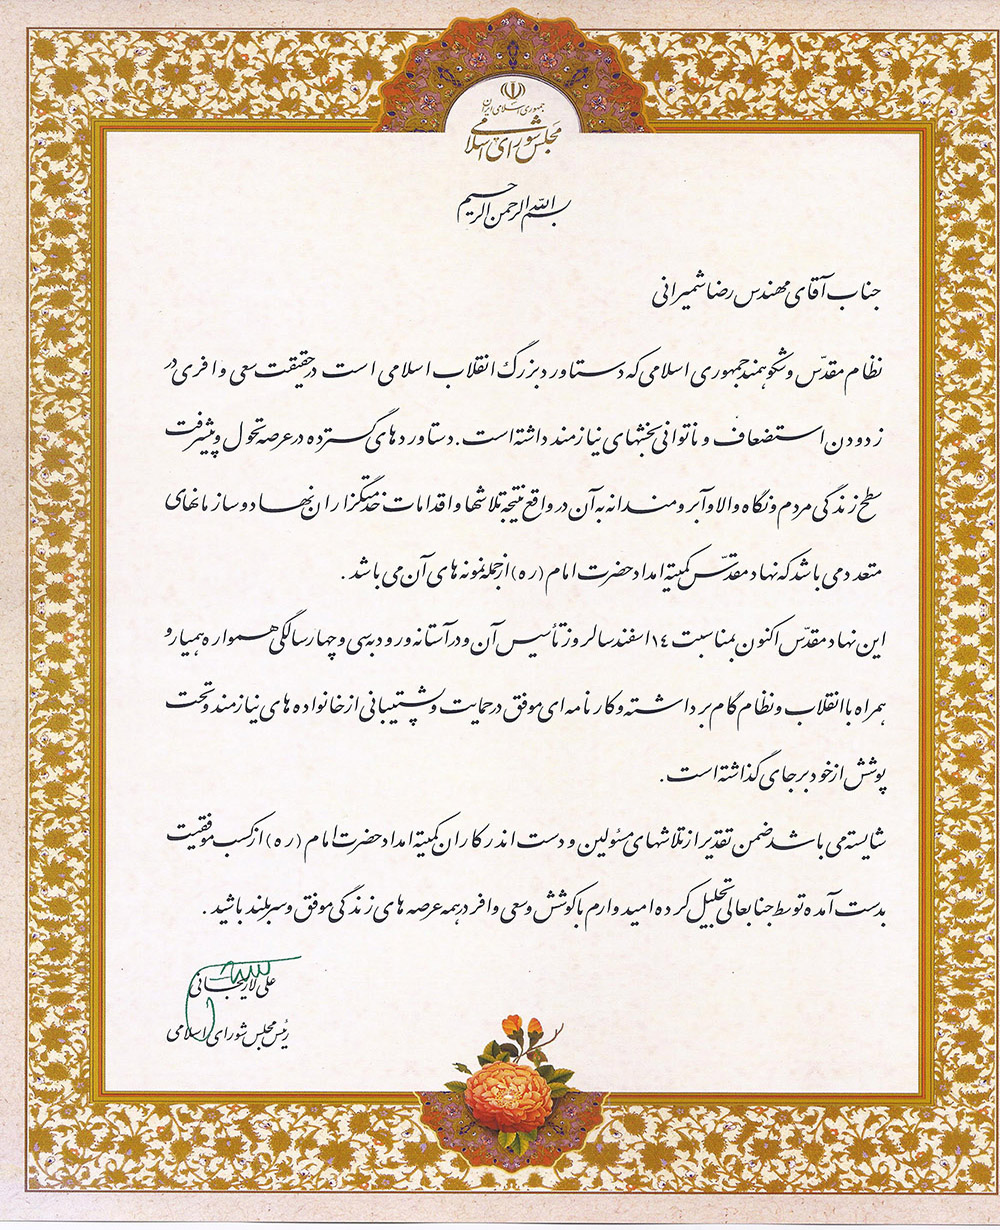 جمهوری اسلامی ایران
مجلس شورای اسلامی
بسم الله الرحمن الرحیم
جناب آقای مهندس رضا شمیرانی
نظام مقدّس و شکوهمند جمهوری اسلامی که دستاورد بزرگ انقلاب اسلامی است در حقیقت سعی وافری در
زدودن استضعاف و ناتوانی بخشهای نیازمند داشته است. دستاوردهای گسترده در عرصه تحول و پیشرفت
سطح زندگی مردم و نگاه والا و آبرومندانه به آن در واقع نتیجه تلاشها و اقدامات خدمتگزاران نهاد و سازمانهای
متعددمی باشد که نهاد مقدّس کمیته امداد حضرت امام (ره) از جمله نمونه های آن می باشد.
این نهاد مقدّس اکنون بمناسبت ۱۴ اسفند سالروز تأسیس آن و در آستانه ورود به سی و چهار سالگی همواره همیار و
همراه با انقلاب و نظام گام برداشته و کارنامه ای موفق در حمایت و پشتیبانی از خانواده های نیازمند و تحت
پوشش از خود بر جای گذاشته است.
شایسته می باشد ضمن تقدیر از تلاشهای مسئولین و دست اندرکاران کمیته امداد حضرت امام (ره) از کسب موفقیت
بدست آمده توسط جنابعالی تجلیل کرده امیدوارم با کوشش و سعی وافر در همه عرصه های زندگی موفق و سربلند باشید.
علی لاریجانی
رئیس مجلس شورای اسلامی